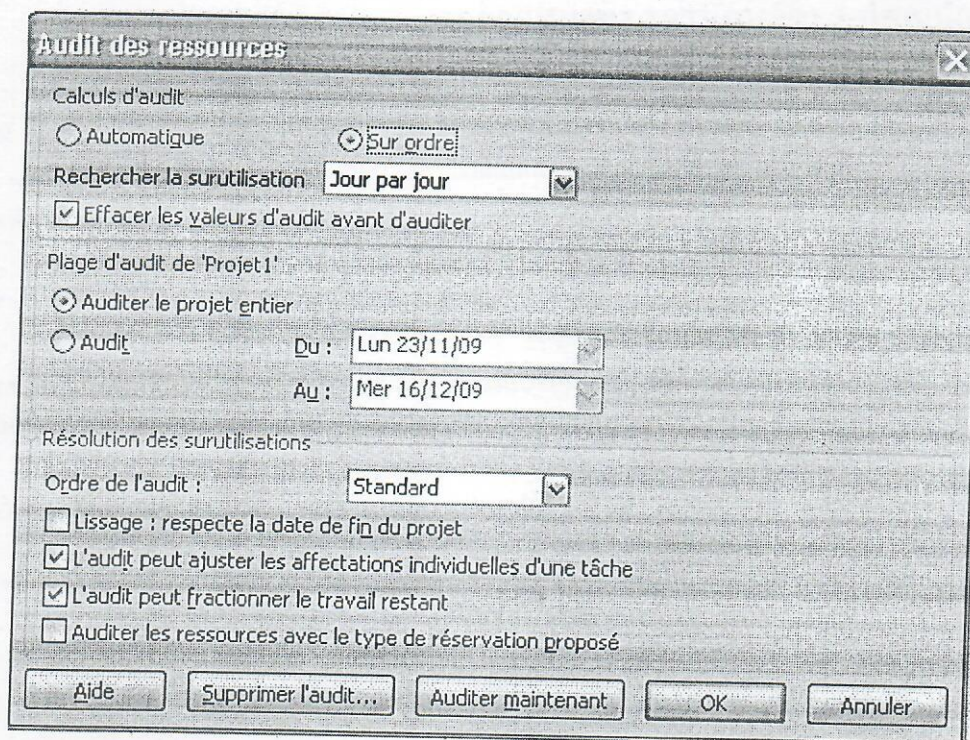 Audit des ressources
Calculs d'audit
Automatique Sur ordre
Rechercher la surutilisation Jour par jour
Effacer les valeurs d'audit avant d'auditer
Plage d'audit de 'Projet1'
Auditer le projet entier
Audit Du : Lun 23/11/09
Au : Mer 16/12/09
Résolution des surutilisations
Ordre de l'audit : Standard
Lissage : respecte la date de fin du projet
L'audit peut ajuster les affectations individuelles d'une tâche
L'audit peut fractionner le travail restant
Auditer les ressources avec le type de réservation proposé
Aide Supprimer l'audit... Auditer maintenant OK Annuler